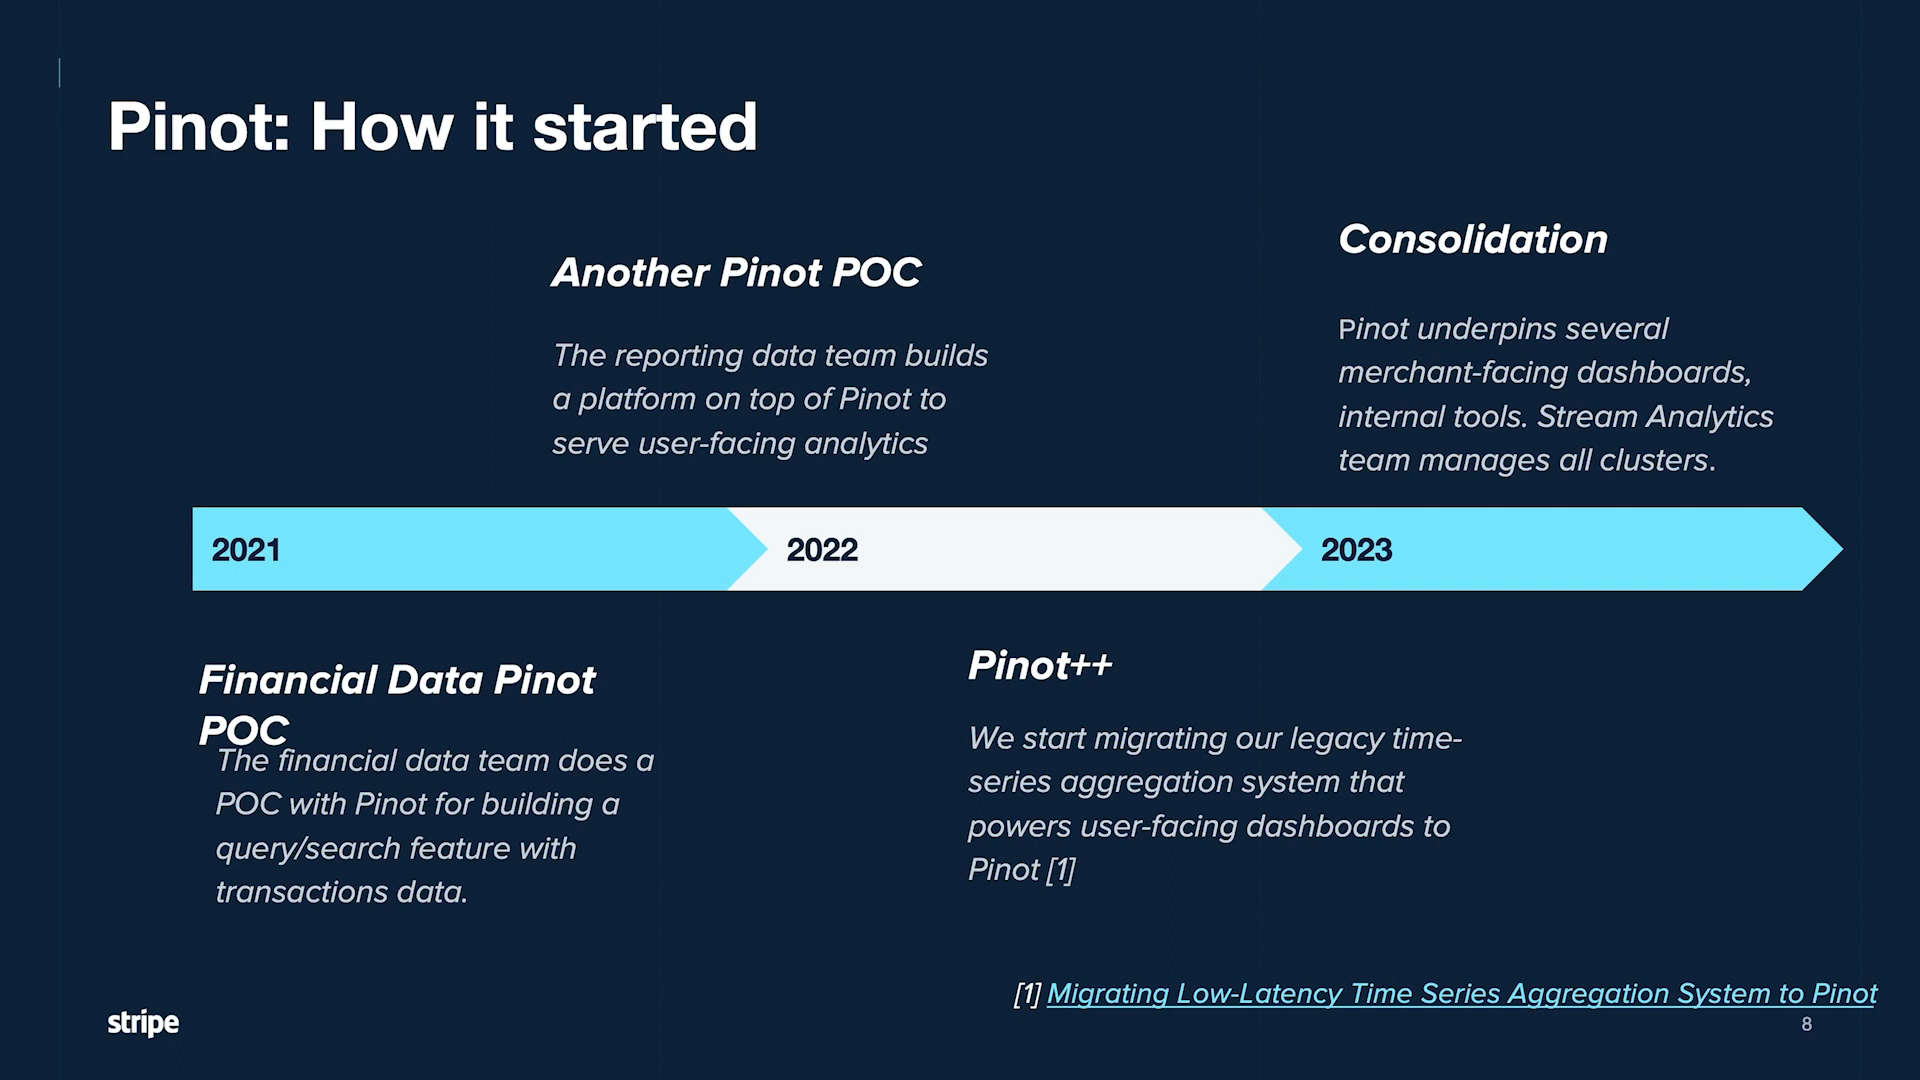 Pinot: How it started
Another Pinot POC
The reporting data team builds
a platform on top of Pinot to
serve user-facing analytics
Consolidation
Pinot underpins several
merchant-facing dashboards,
internal tools. Stream Analytics
team manages all clusters.
2021
2022
2023
Financial Data Pinot
POC
The financial data team does a
POC with Pinot for building a
query/search feature with
transactions data.
Pinot++
We start migrating our legacy time-
series aggregation system that
powers user-facing dashboards to
Pinot [1]
[1] Migrating Low-Latency Time Series Aggregation System to Pinot
stripe
8